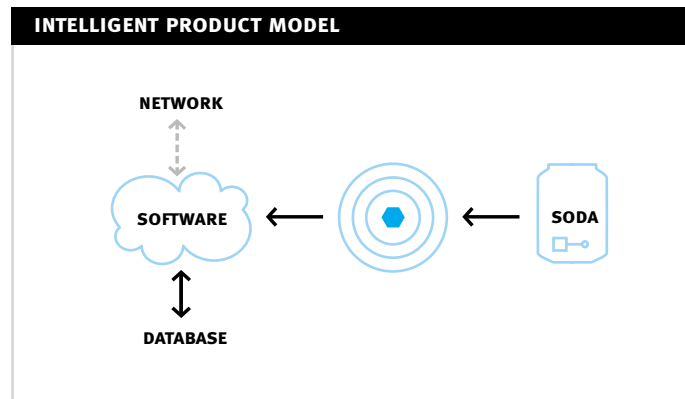 INTELLIGENT PRODUCT MODEL
NETWORK
SOFTWARE
SODA
DATABASE